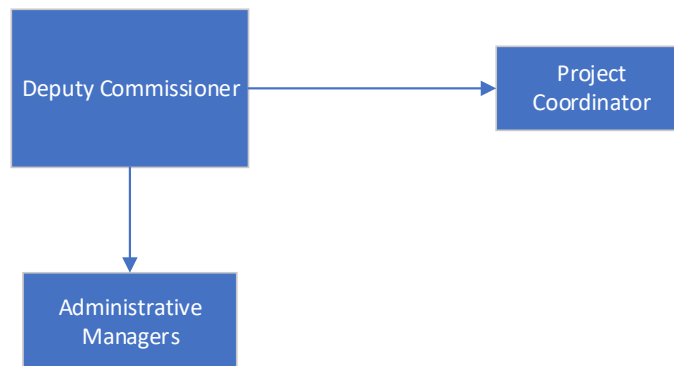 Deputy Commissioner
Project
Coordinator
Administrative
Managers